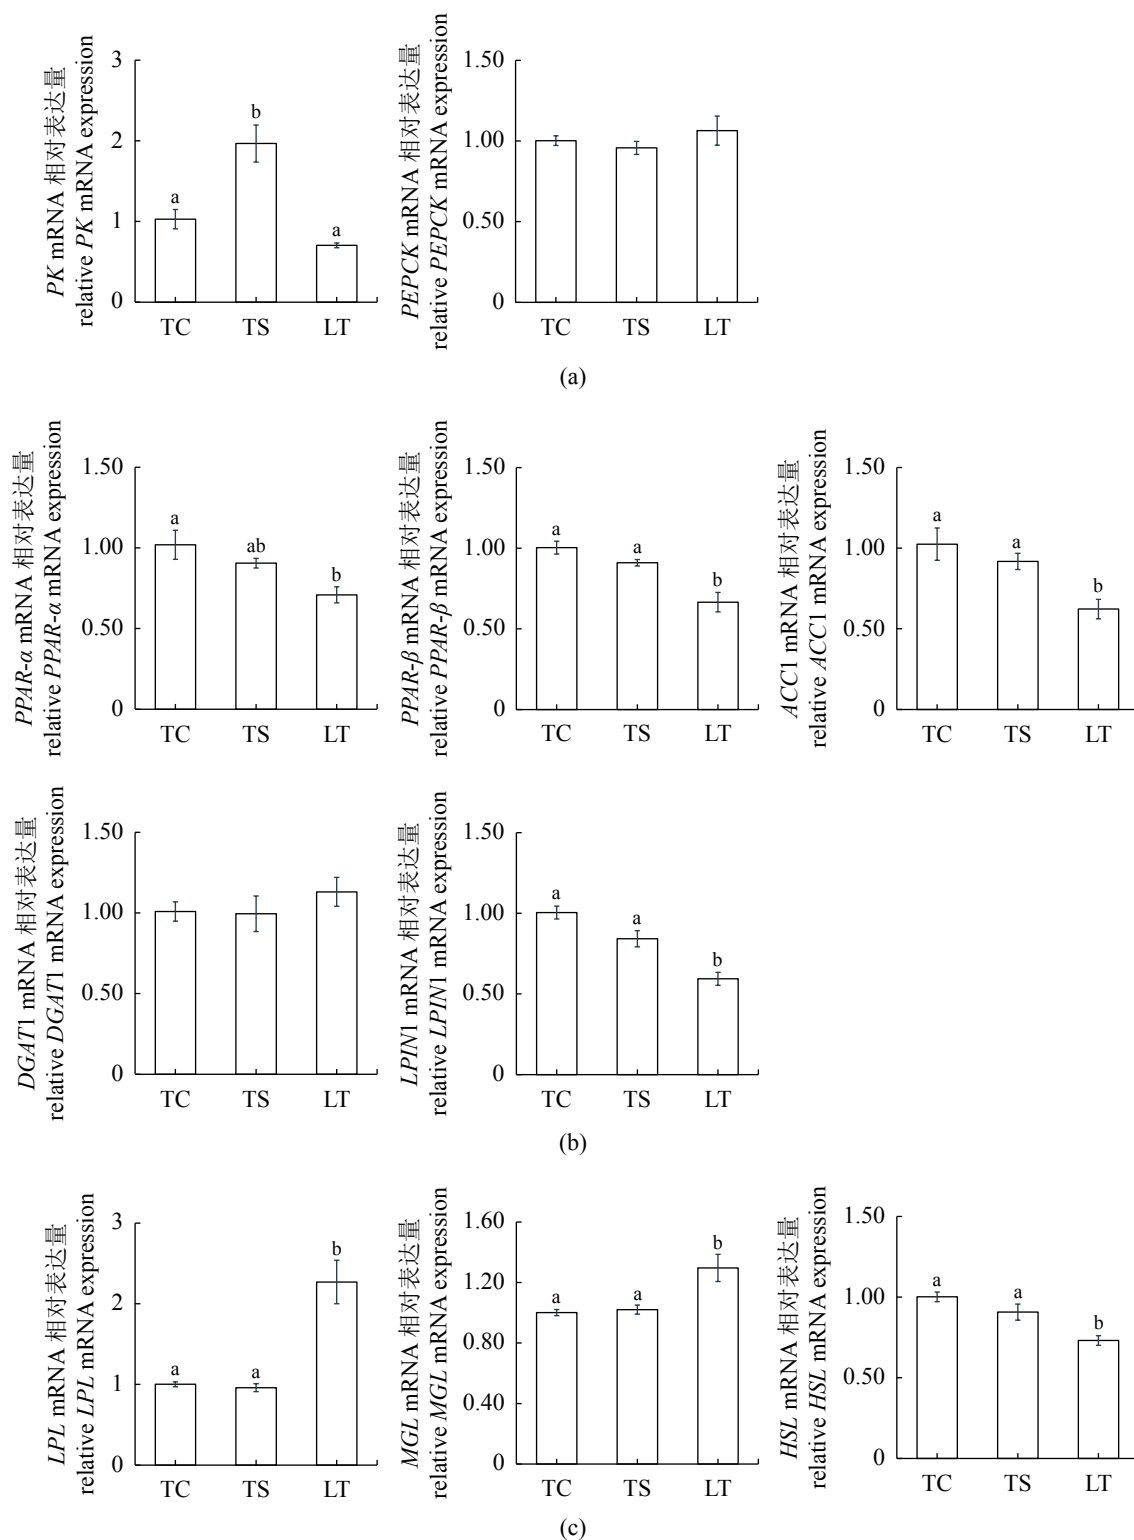 PK mRNA 相对表达量
relative PK mRNA expression
3
2
1
0
a
b
a
TC TS LT
PEPCK mRNA 相对表达量
relative PEPCK mRNA expression
1.50
1.00
0.50
0
TC TS LT
(a)
PPAR-α mRNA 相对表达量
relative PPAR-α mRNA expression
1.50
1.00
0.50
0
a
ab
b
TC TS LT
PPAR-β mRNA 相对表达量
relative PPAR-β mRNA expression
1.50
1.00
0.50
0
a
a
b
TC TS LT
ACC1 mRNA 相对表达量
relative ACC1 mRNA expression
1.50
1.00
0.50
0
a
a
b
TC TS LT
DGAT1 mRNA 相对表达量
relative DGAT1 mRNA expression
1.50
1.00
0.50
0
TC TS LT
LPIN1 mRNA 相对表达量
relative LPIN1 mRNA expression
1.50
1.00
0.50
0
a
a
b
TC TS LT
(b)
LPL mRNA 相对表达量
relative LPL mRNA expression
3
2
1
0
a
a
b
TC TS LT
MGL mRNA 相对表达量
relative MGL mRNA expression
1.60
1.20
0.80
0.40
0
a
a
b
TC TS LT
HSL mRNA 相对表达量
relative HSL mRNA expression
1.50
1.00
0.50
0
a
a
b
TC TS LT
(c)